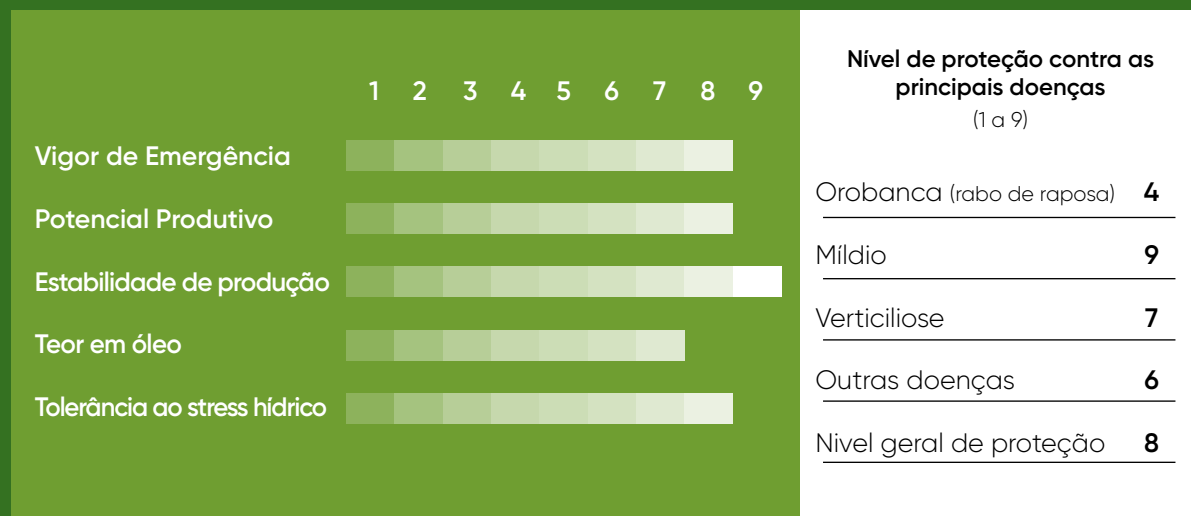 1 2 3 4 5 6 7 8 9
Vigor de Emergência
Potencial Produtivo
Estabilidade de produção
Teor em óleo
Tolerância ao stress hídrico
Nível de proteção contra as
principais doenças
(1 a 9)
Orobanca (rabo de raposa) 4
Míldio 9
Verticiliose 7
Outras doenças 6
Nivel geral de proteção 8